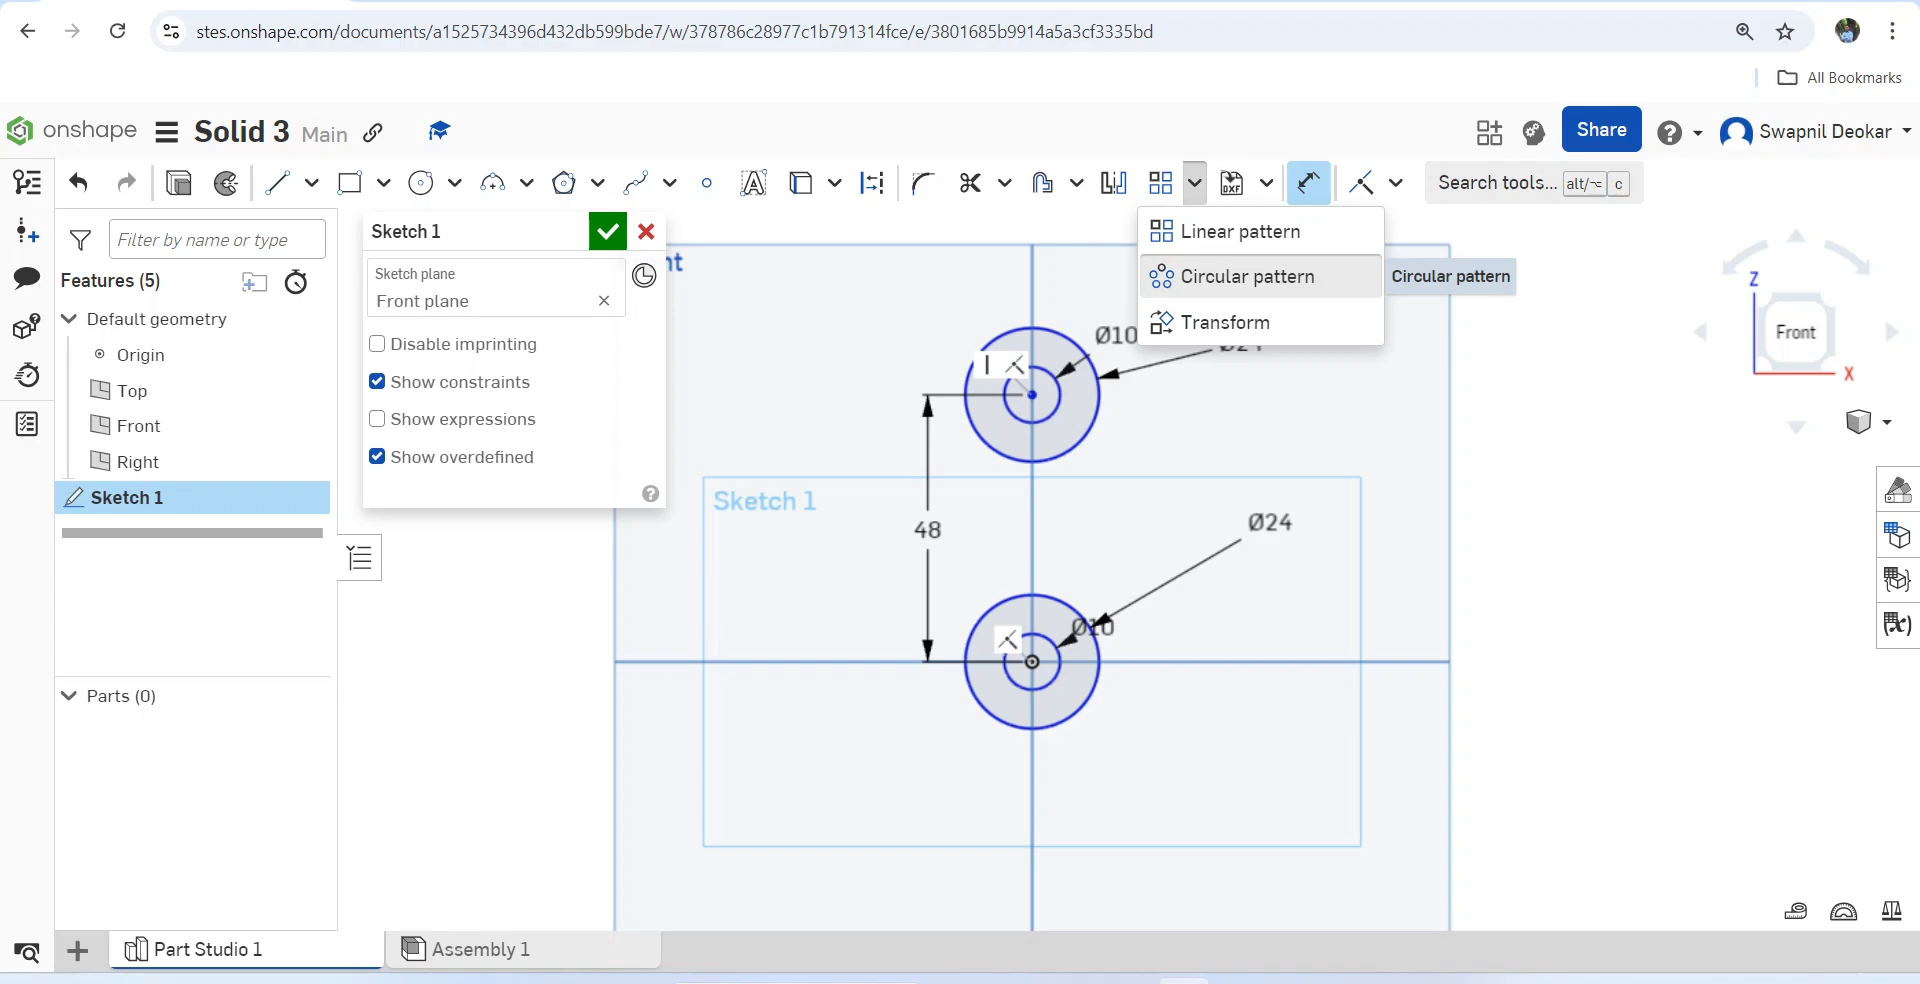 stes.onshape.com/documents/a1525734396d432db599bde7/w/378786c28977c1b791314fce/e/3801685b9914a5a3cf3335bd
All Bookmarks
onshape Solid 3 Main Share Swapnil Deokar
Search tools... alt/⌥ c
Filter by name or type
Features (5)
Default geometry
Origin
Top
Front
Right
Sketch 1
Parts (0)
Sketch 1
Sketch plane
Front plane
Disable imprinting
Show constraints
Show expressions
Show overdefined
nt
Linear pattern
Circular pattern
Transform
Circular pattern
Ø10
Sketch 1
48
Ø24
Ø10
Z
Front
X
Part Studio 1
Assembly 1